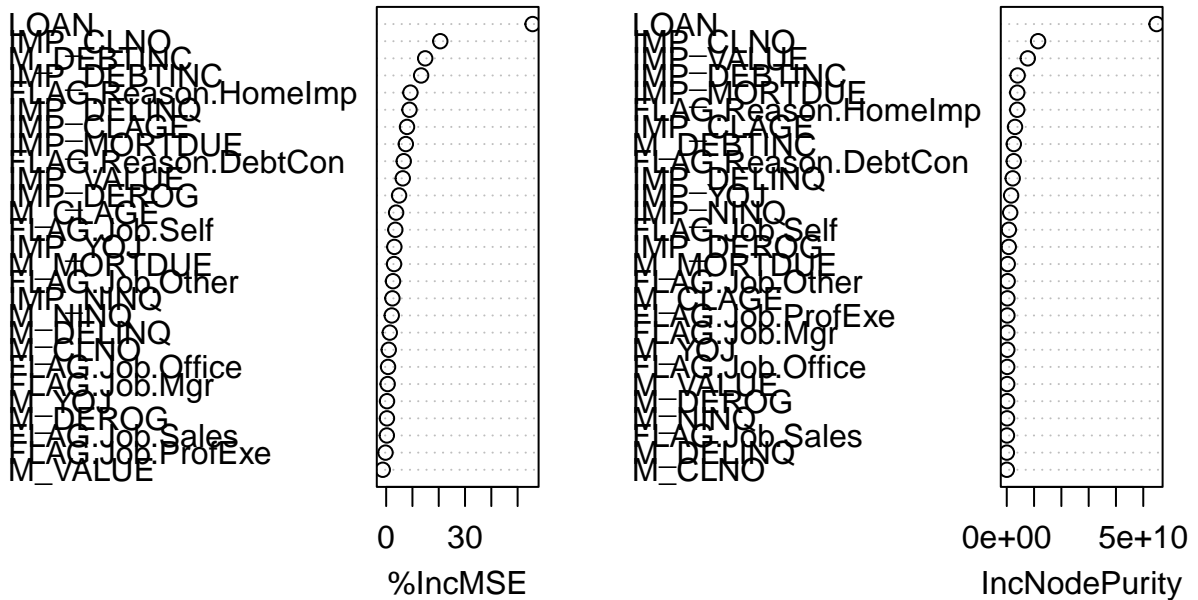 LOAN
IMP_CLNO
M_DEBTINC
IMP_DEBTINC
FLAG.Reason.HomeImp
IMP_DELINQ
IMP_CLAGE
IMP_MORTDUE
FLAG.Reason.DebtCon
IMP_VALUE
IMP_DEROG
M_CLAGE
FLAG.Job.Self
IMP_YOJ
M_MORTDUE
FLAG.Job.Other
IMP_NINQ
M_NINQ
M_DELINQ
M_CLNO
FLAG.Job.Office
FLAG.Job.Mgr
M_YOJ
M_DEROG
FLAG.Job.Sales
FLAG.Job.ProfExe
M_VALUE
0 30
%IncMSE
LOAN
IMP_CLNO
IMP_VALUE
IMP_DEBTINC
IMP_MORTDUE
FLAG.Reason.HomeImp
IMP_CLAGE
M_DEBTINC
FLAG.Reason.DebtCon
IMP_DELINQ
IMP_YOJ
IMP_NINQ
FLAG.Job.Self
IMP_DEROG
M_MORTDUE
FLAG.Job.Other
M_CLAGE
FLAG.Job.ProfExe
FLAG.Job.Mgr
M_YOJ
FLAG.Job.Office
M_VALUE
M_DEROG
M_NINQ
FLAG.Job.Sales
M_DELINQ
M_CLNO
0e+00 5e+10
IncNodePurity